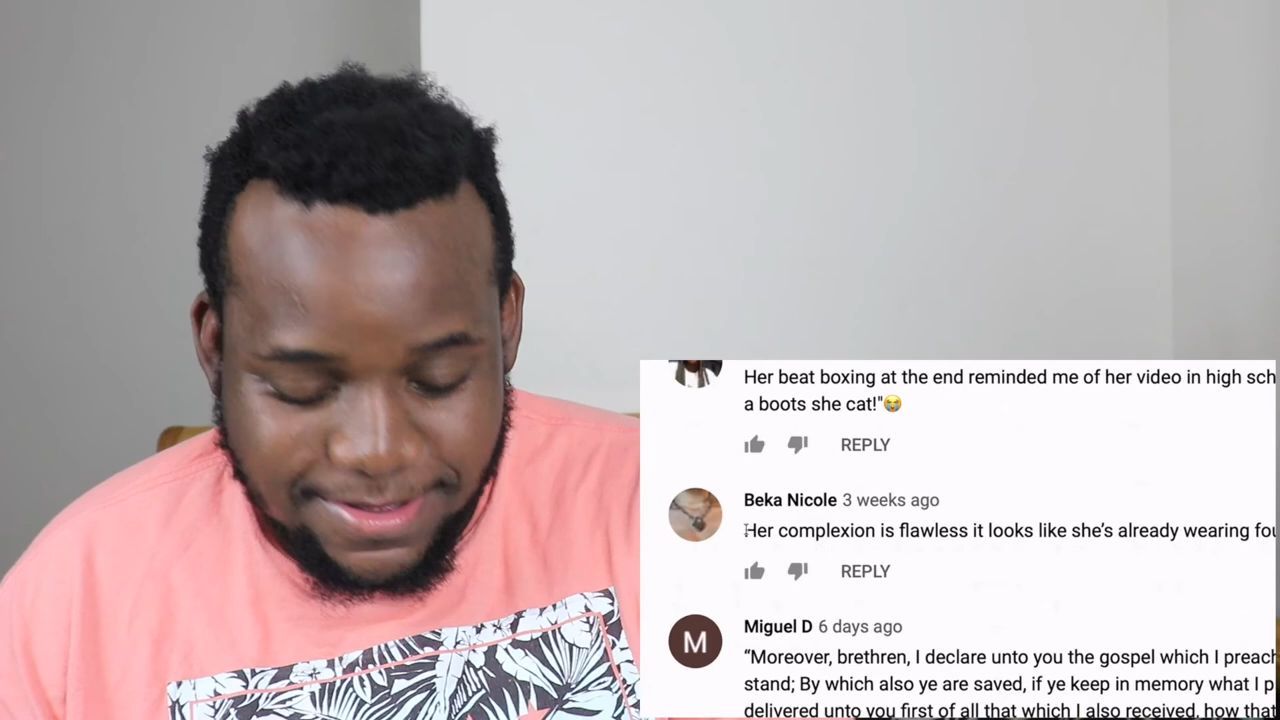 Her beat boxing at the end reminded me of her video in high sch
a boots she cat!"😭
REPLY
Beka Nicole 3 weeks ago
Her complexion is flawless it looks like she’s already wearing fou
REPLY
M
Miguel D 6 days ago
“Moreover, brethren, I declare unto you the gospel which I preach
stand; By which also ye are saved, if ye keep in memory what I p
delivered unto you first of all that which I also received, how that